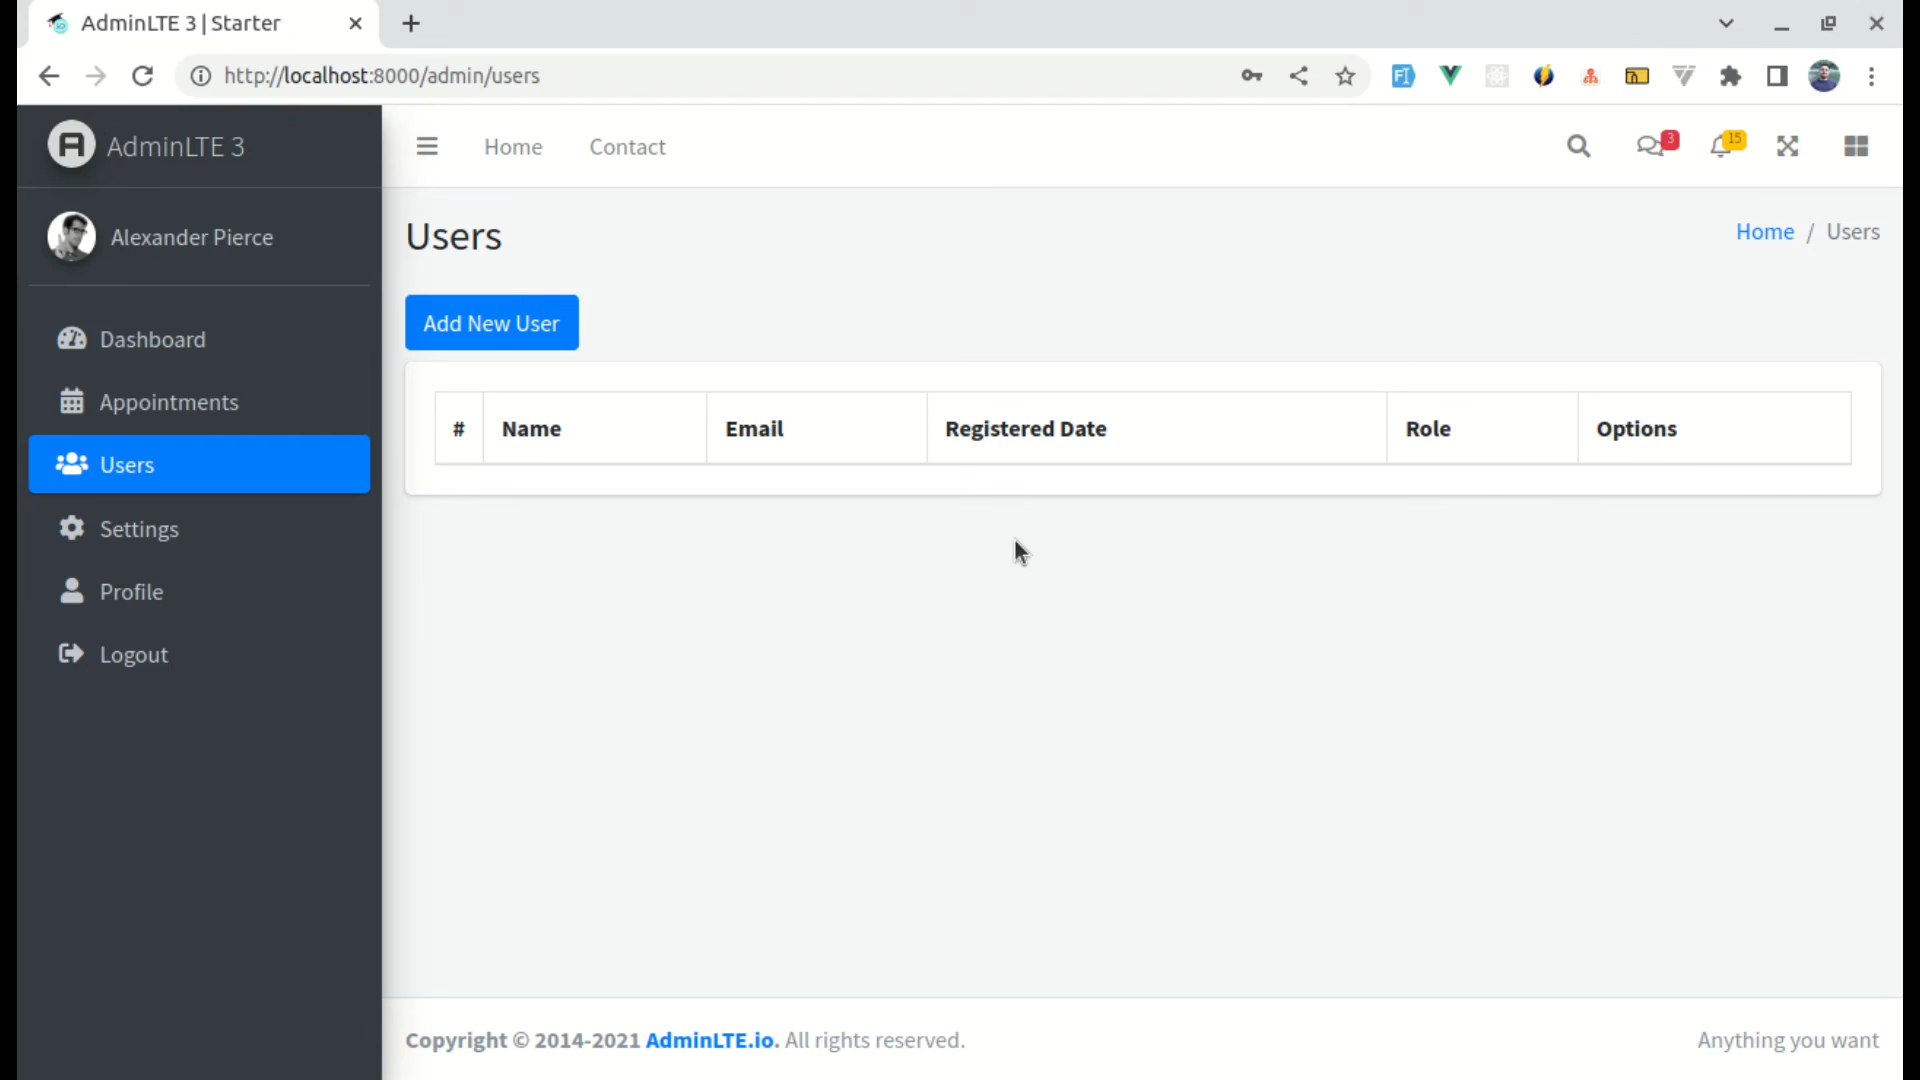 AdminLTE 3 | Starter
http://localhost:8000/admin/users
AdminLTE 3
Home
Contact
3
15
Alexander Pierce
Users
Home / Users
Add New User
Dashboard
Appointments
Users
Settings
Profile
Logout
# Name Email Registered Date Role Options
Copyright © 2014-2021 AdminLTE.io. All rights reserved.
Anything you want